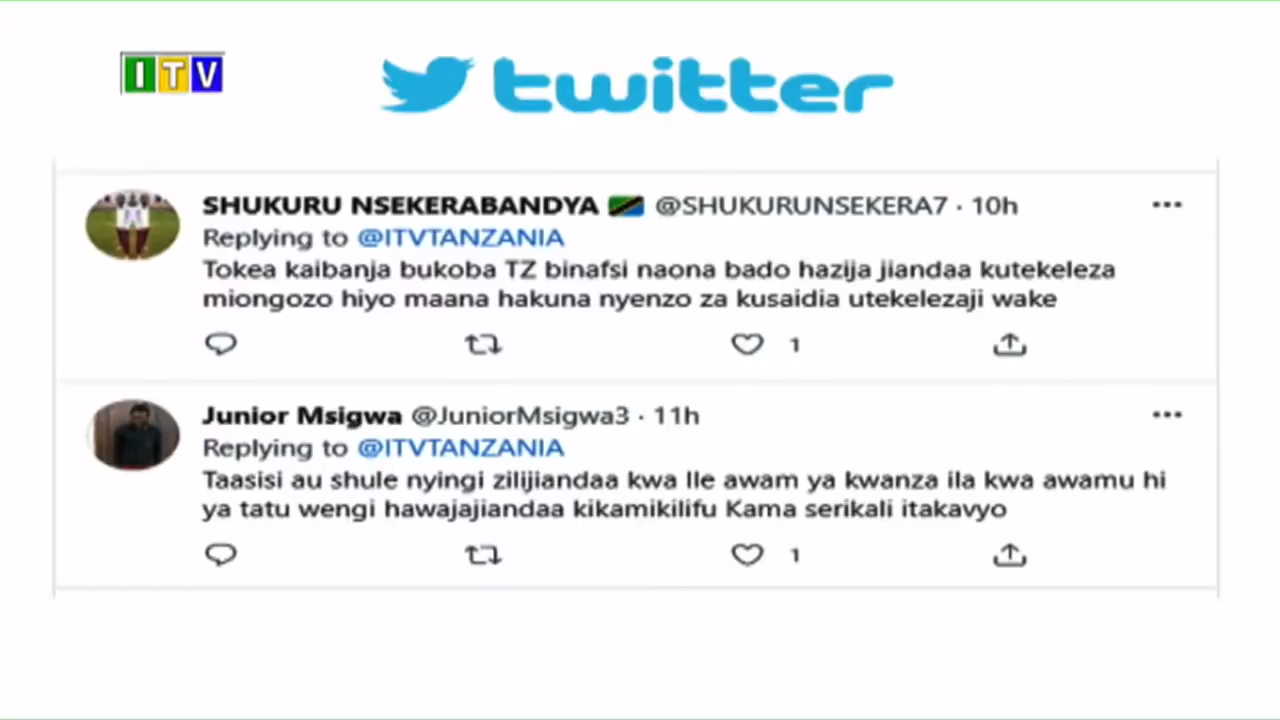 ITV
twitter
SHUKURU NSEKERABANDYA 🇹🇿 @SHUKURUNSEKERA7 · 10h
Replying to @ITVTANZANIA
Tokea kaibanja bukoba TZ binafsi naona bado hazija jiandaa kutekeleza
miongozo hiyo maana hakuna nyenzo za kusaidia utekelezaji wake
1
Junior Msigwa @JuniorMsigwa3 · 11h
Replying to @ITVTANZANIA
Taasisi au shule nyingi zilijiandaa kwa lle awam ya kwanza ila kwa awamu hi
ya tatu wengi hawajajiandaa kikamikilifu Kama serikali itakavyo
1